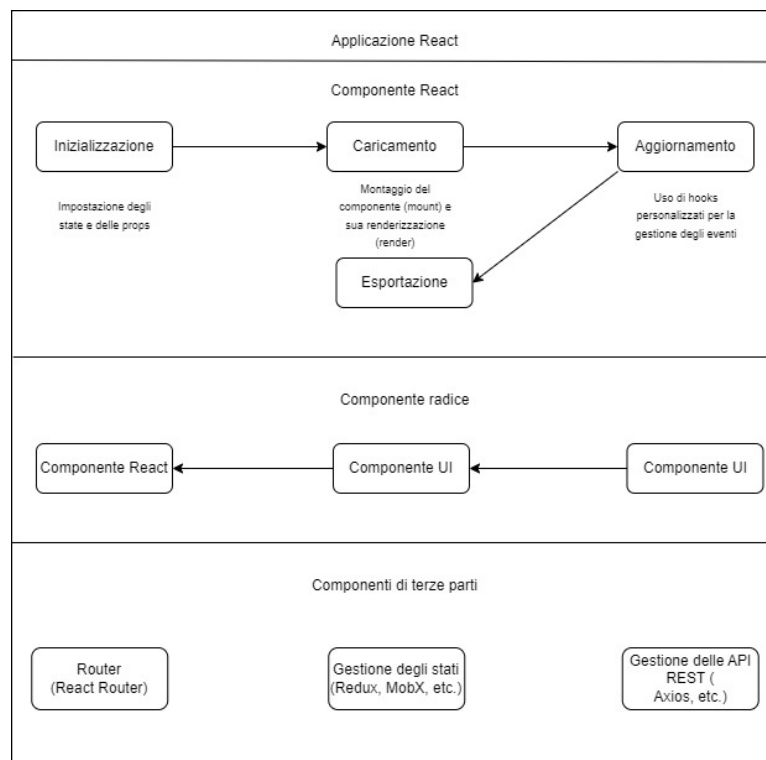 Applicazione React
Componente React
Inizializzazione
Caricamento
Aggiornamento
Impostazione degli
state e delle props
Montaggio del
componente (mount) e
sua renderizzazione
(render)
Uso di hooks
personalizzati per la
gestione degli eventi
Esportazione
Componente radice
Componente React
Componente UI
Componente UI
Componenti di terze parti
Router
(React Router)
Gestione degli stati
(Redux, MobX, etc.)
Gestione delle API
REST (
Axios, etc.)